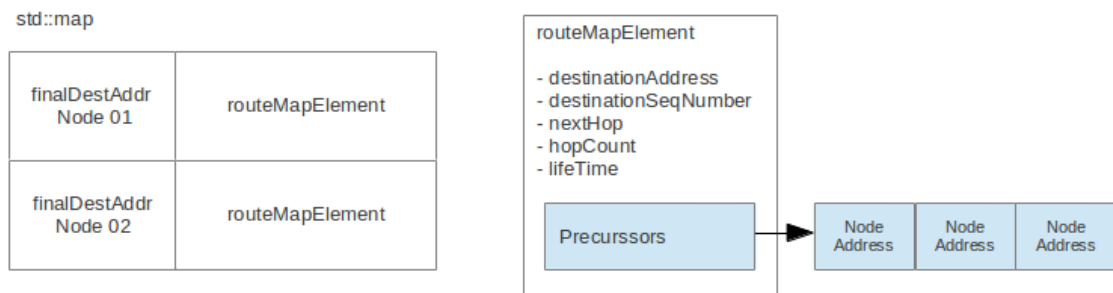 std::map
finalDestAddr
Node 01
routeMapElement
finalDestAddr
Node 02
routeMapElement
routeMapElement
- destinationAddress
- destinationSeqNumber
- nextHop
- hopCount
- lifeTime
Precurssors
Node
Address
Node
Address
Node
Address